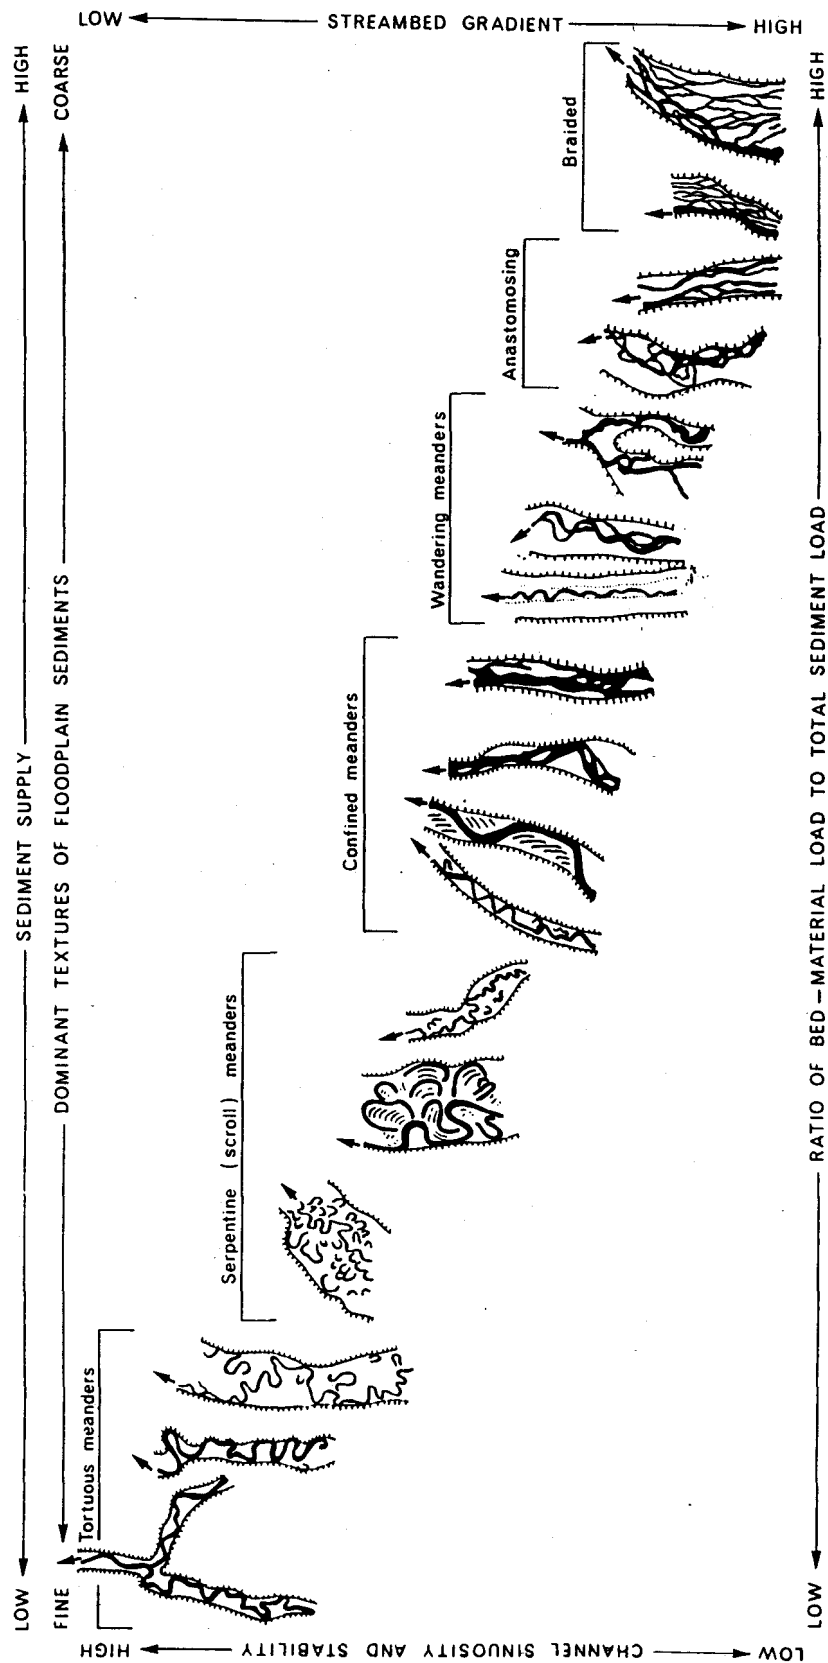 LOW STREAMBED GRADIENT HIGH
HIGH
SEDIMENT SUPPLY
LOW
COARSE
DOMINANT TEXTURES OF FLOODPLAIN SEDIMENTS
FINE
Braided
Anastomosing
Wandering meanders
Confined meanders
Serpentine (scroll) meanders
Tortuous meanders
HIGH
RATIO OF BED-MATERIAL LOAD TO TOTAL SEDIMENT LOAD
LOW
LOW CHANNEL SINUOSITY AND STABILITY HIGH